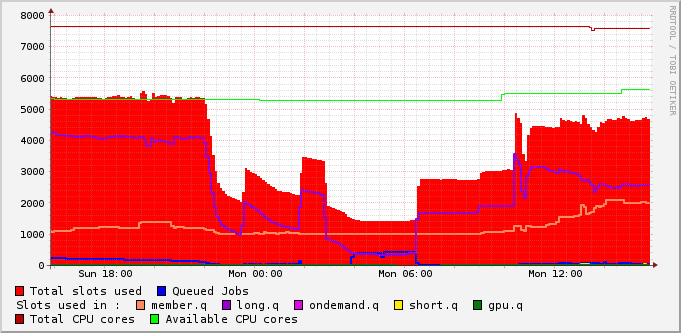 8000
7000
6000
5000
4000
3000
2000
1000
0
Sun 18:00 Mon 00:00 Mon 06:00 Mon 12:00
RRDTOOL / TOBI OETIKER
Total slots used Queued Jobs
Slots used in : member.q long.q ondemand.q short.q gpu.q
Total CPU cores Available CPU cores